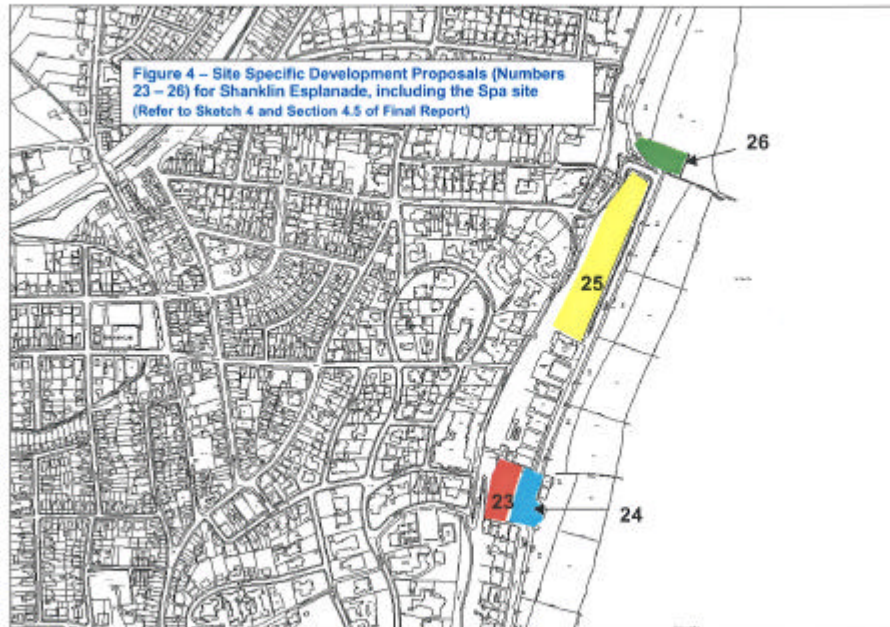 Figure 4 – Site Specific Development Proposals (Numbers
23 – 26) for Shanklin Esplanade, including the Spa site
(Refer to Sketch 4 and Section 4.5 of Final Report)
26
25
23
24